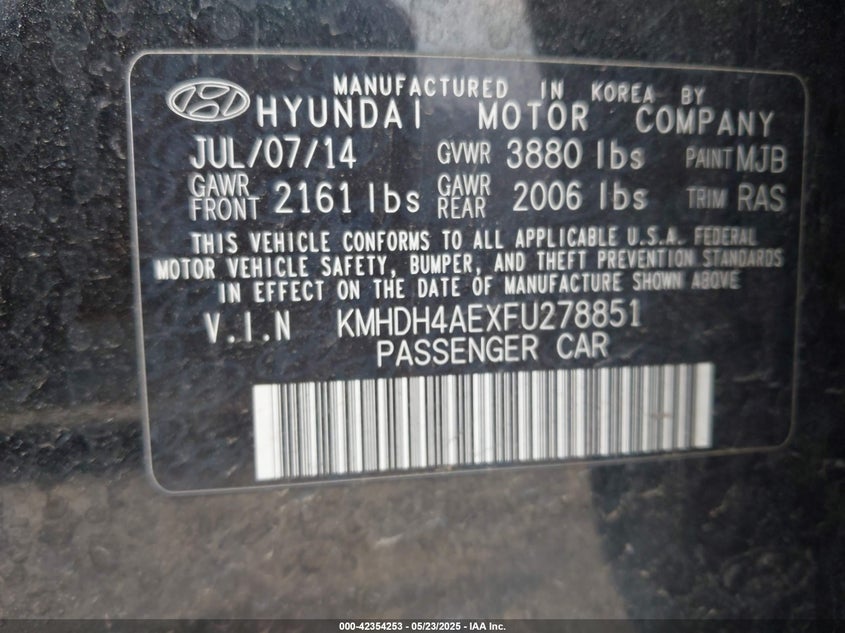 MANUFACTURED IN KOREA BY
HYUNDAI MOTOR COMPANY
JUL/07/14 GVWR 3880 lbs PAINT MJB
GAWR FRONT 2161 lbs GAWR REAR 2006 lbs TRIM RAS
THIS VEHICLE CONFORMS TO ALL APPLICABLE U.S.A. FEDERAL
MOTOR VEHICLE SAFETY, BUMPER, AND THEFT PREVENTION STANDARDS
IN EFFECT ON THE DATE OF MANUFACTURE SHOWN ABOVE
V.I.N KMHDH4AEXFU278851
PASSENGER CAR
000-42354253 - 05/23/2025 - IAA Inc.